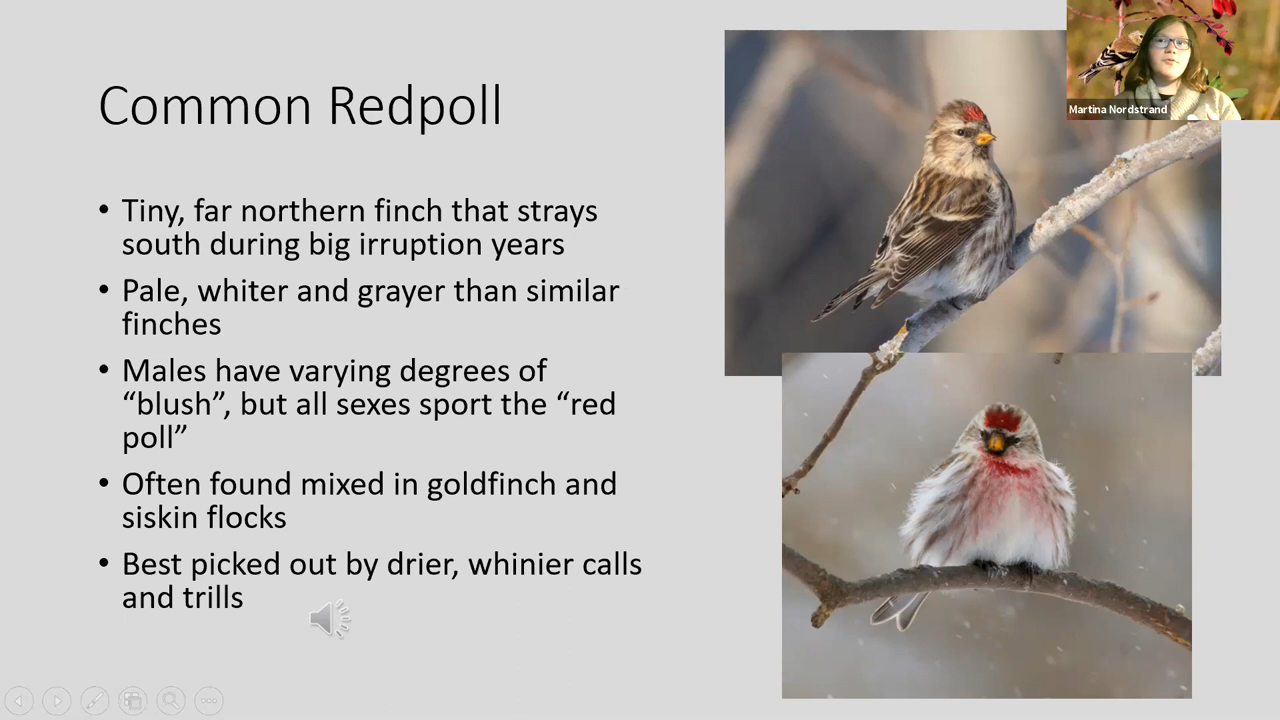 Common Redpoll
• Tiny, far northern finch that strays
south during big irruption years
• Pale, whiter and grayer than similar
finches
• Males have varying degrees of
“blush”, but all sexes sport the “red
poll”
• Often found mixed in goldfinch and
siskin flocks
• Best picked out by drier, whinier calls
and trills
Martina Nordstrand